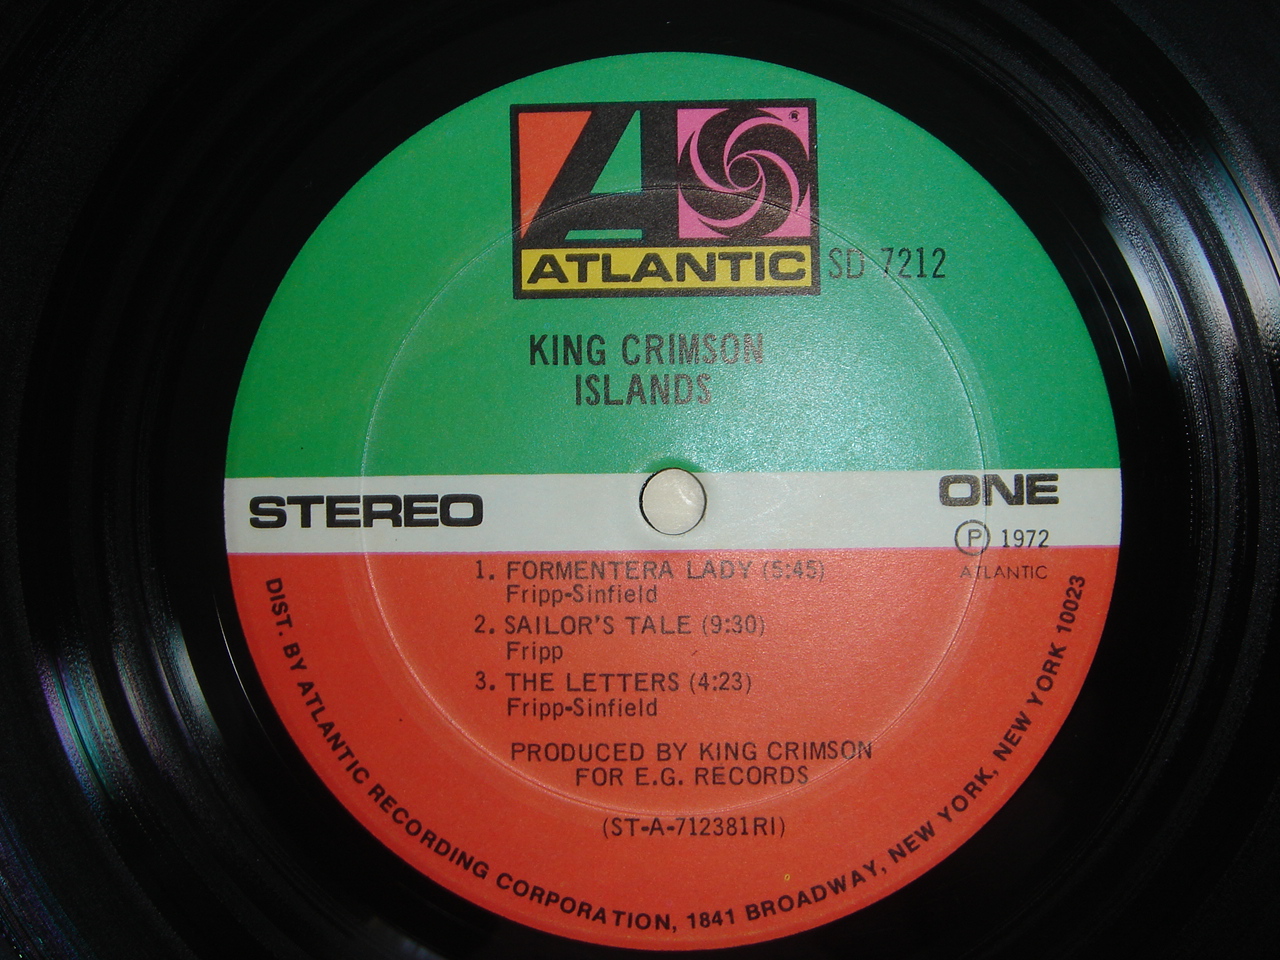 ®
ATLANTIC
SD 7212
KING CRIMSON
ISLANDS
STEREO
ONE
Ⓟ 1972
ATLANTIC
1. FORMENTERA LADY (5:45)
Fripp-Sinfield
2. SAILOR'S TALE (9:30)
Fripp
3. THE LETTERS (4:23)
Fripp-Sinfield
PRODUCED BY KING CRIMSON
FOR E.G. RECORDS
(ST-A-712381RI)
DIST. BY ATLANTIC RECORDING CORPORATION, 1841 BROADWAY, NEW YORK, NEW YORK 10023